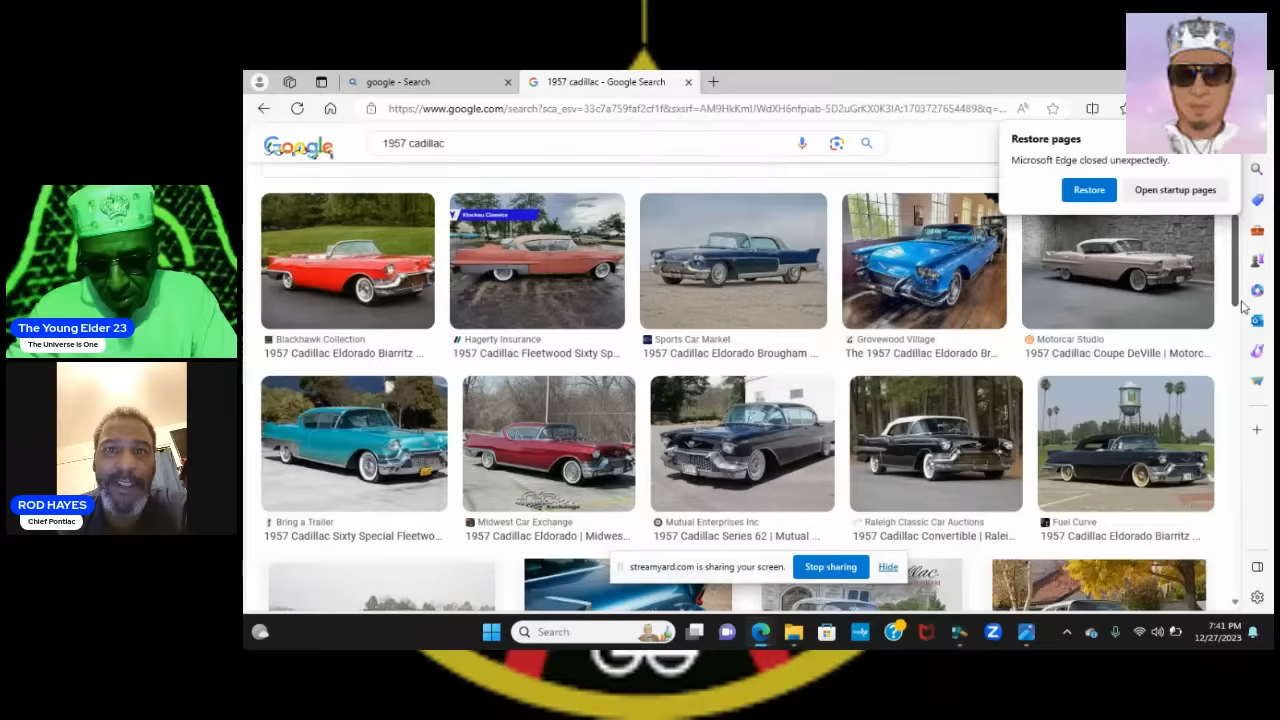 google - Search
1957 cadillac - Google Search
https://www.google.com/search?sca_esv=33c7a759faf2cf1f&sxsrf=AM9HkKmlJWdXH6nfpiab-5D2uGrKX0K3IA:1703727654489&q=...
Google
1957 cadillac
Restore pages
Microsoft Edge closed unexpectedly.
Restore
Open startup pages
Klockau Classics
Blackhawk Collection
1957 Cadillac Eldorado Biarritz ...
Hagerty Insurance
1957 Cadillac Fleetwood Sixty Sp...
Sports Car Market
1957 Cadillac Eldorado Brougham ...
Grovewood Village
The 1957 Cadillac Eldorado Br...
Motorcar Studio
1957 Cadillac Coupe DeVille | Motorc...
The Young Elder 23
The Universe Is One
ROD HAYES
Chief Pontiac
Exchange
Bring a Trailer
1957 Cadillac Sixty Special Fleetwo...
Midwest Car Exchange
1957 Cadillac Eldorado | Midwes...
Mutual Enterprises Inc
1957 Cadillac Series 62 | Mutual ...
Raleigh Classic Car Auctions
1957 Cadillac Convertible | Ralei...
Fuel Curve
1957 Cadillac Eldorado Biarritz ...
streamyard.com is sharing your screen.
Stop sharing
Hide
Search
7:41 PM
12/27/2023